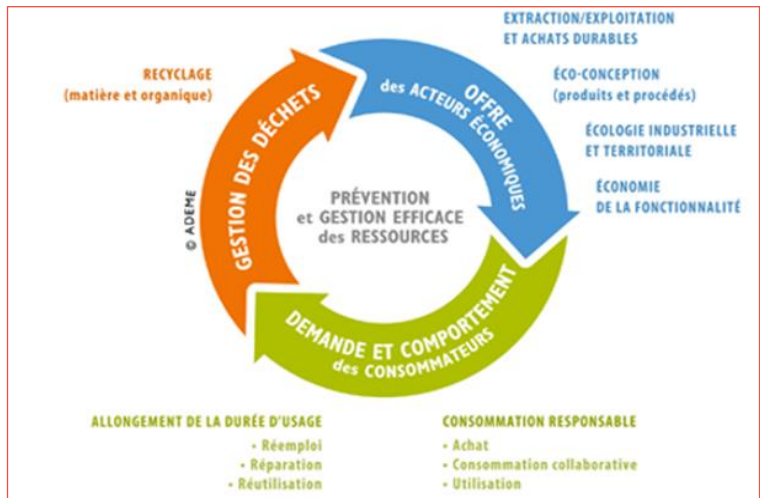 EXTRACTION/EXPLOITATION
ET ACHATS DURABLES
ÉCO-CONCEPTION
(produits et procédés)
ÉCOLOGIE INDUSTRIELLE
ET TERRITORIALE
ÉCONOMIE
DE LA FONCTIONNALITÉ
RECYCLAGE
(matière et organique)
OFFRE
des ACTEURS ÉCONOMIQUES
GESTION DES DÉCHETS
PRÉVENTION
et GESTION EFFICACE
des RESSOURCES
© ADEME
DEMANDE ET COMPORTEMENT
des CONSOMMATEURS
ALLONGEMENT DE LA DURÉE D'USAGE
• Réemploi
• Réparation
• Réutilisation
CONSOMMATION RESPONSABLE
• Achat
• Consommation collaborative
• Utilisation